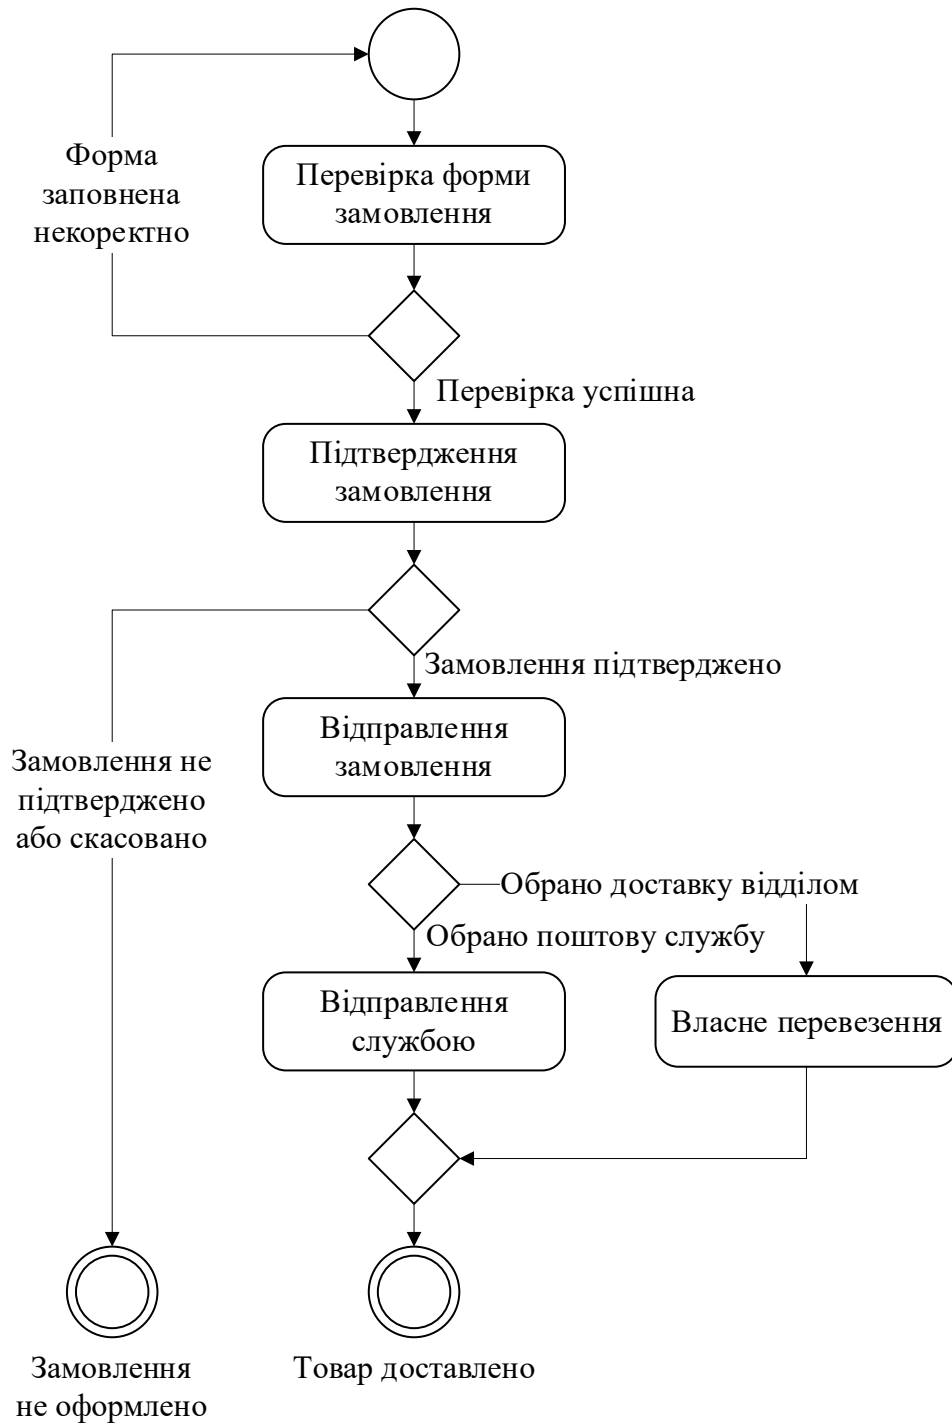 Форма
заповнена
некоректно
Перевірка форми
замовлення
Перевірка успішна
Підтвердження
замовлення
Замовлення підтверджено
Відправлення
замовлення
Замовлення не
підтверджено
або скасовано
Обрано доставку відділом
Обрано поштову службу
Відправлення
службою
Власне перевезення
Замовлення
не оформлено
Товар доставлено